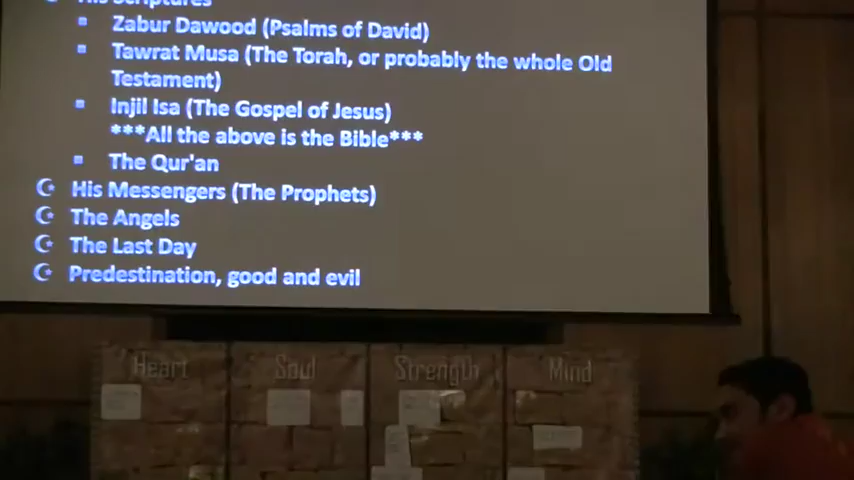 His Scriptures
Zabur Dawood (Psalms of David)
Tawrat Musa (The Torah, or probably the whole Old
Testament)
Injil Isa (The Gospel of Jesus)
***All the above is the Bible***
The Qur'an
His Messengers (The Prophets)
The Angels
The Last Day
Predestination, good and evil
Heart Soul Strength Mind